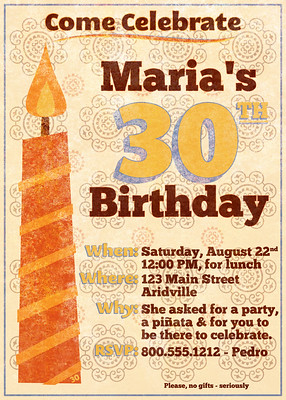 Come Celebrate
Maria's
30TH
Birthday
When: Saturday, August 22nd
12:00 PM, for lunch
Where: 123 Main Street
Aridville
Why: She asked for a party,
a piñata & for you to
be there to celebrate.
RSVP: 800.555.1212 - Pedro
30
Please, no gifts - seriously